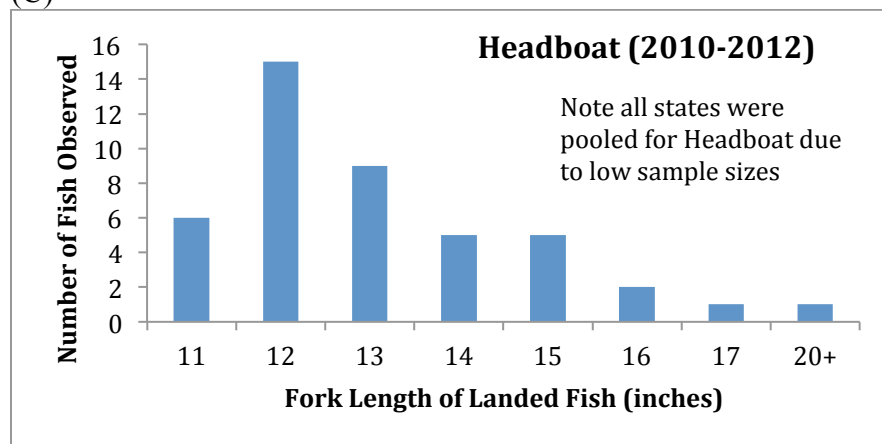 (C)
Headboat (2010-2012)
Note all states were
pooled for Headboat due
to low sample sizes
Number of Fish Observed
16
14
12
10
8
6
4
2
0
11 12 13 14 15 16 17 20+
Fork Length of Landed Fish (inches)